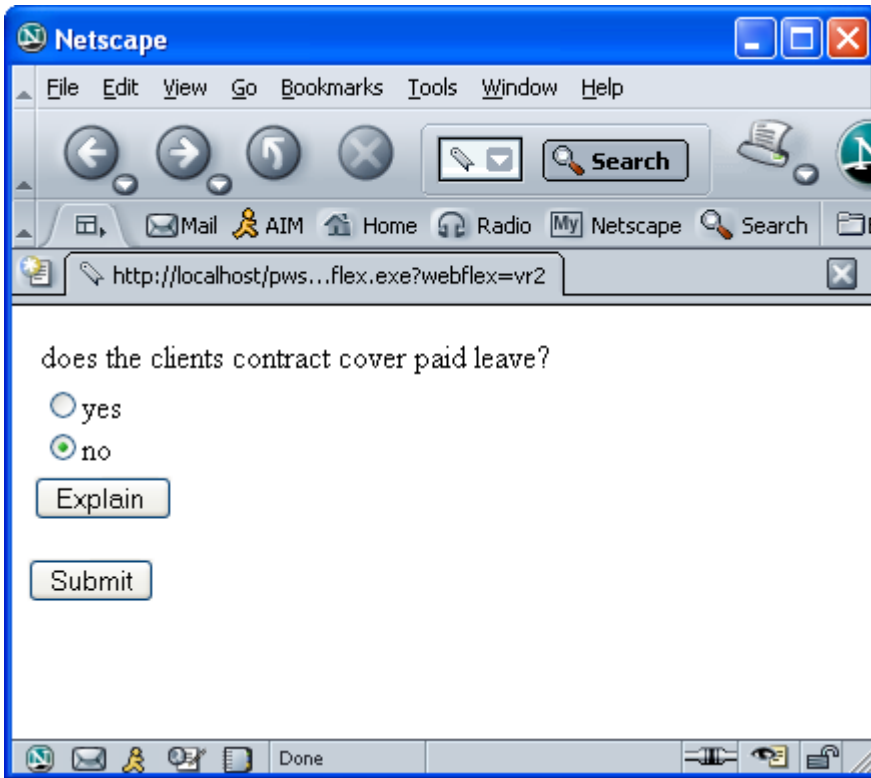 Netscape
File Edit View Go Bookmarks Tools Window Help
Search
Mail AIM Home Radio My Netscape Search
http://localhost/pws...flex.exe?webflex=vr2
does the clients contract cover paid leave?
yes
no
Explain
Submit
Done